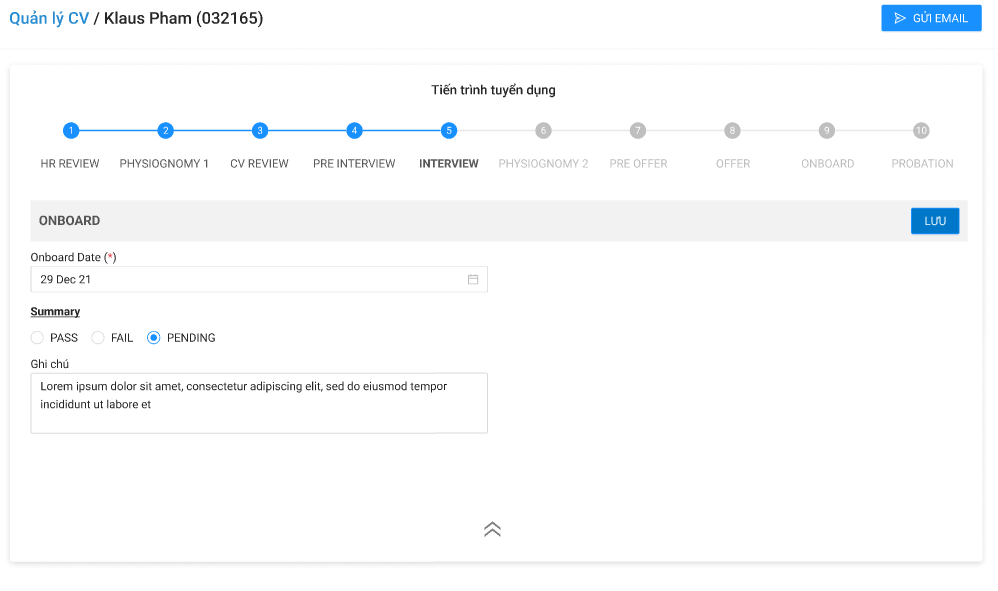 Quản lý CV / Klaus Pham (032165)
GỬI EMAIL
Tiến trình tuyển dụng
1 2 3 4 5 6 7 8 9 10
HR REVIEW PHYSIOGNOMY 1 CV REVIEW PRE INTERVIEW INTERVIEW PHYSIOGNOMY 2 PRE OFFER OFFER ONBOARD PROBATION
ONBOARD
LƯU
Onboard Date (*)
29 Dec 21
Summary
PASS FAIL PENDING
Ghi chú
Lorem ipsum dolor sit amet, consectetur adipiscing elit, sed do eiusmod tempor
incididunt ut labore et